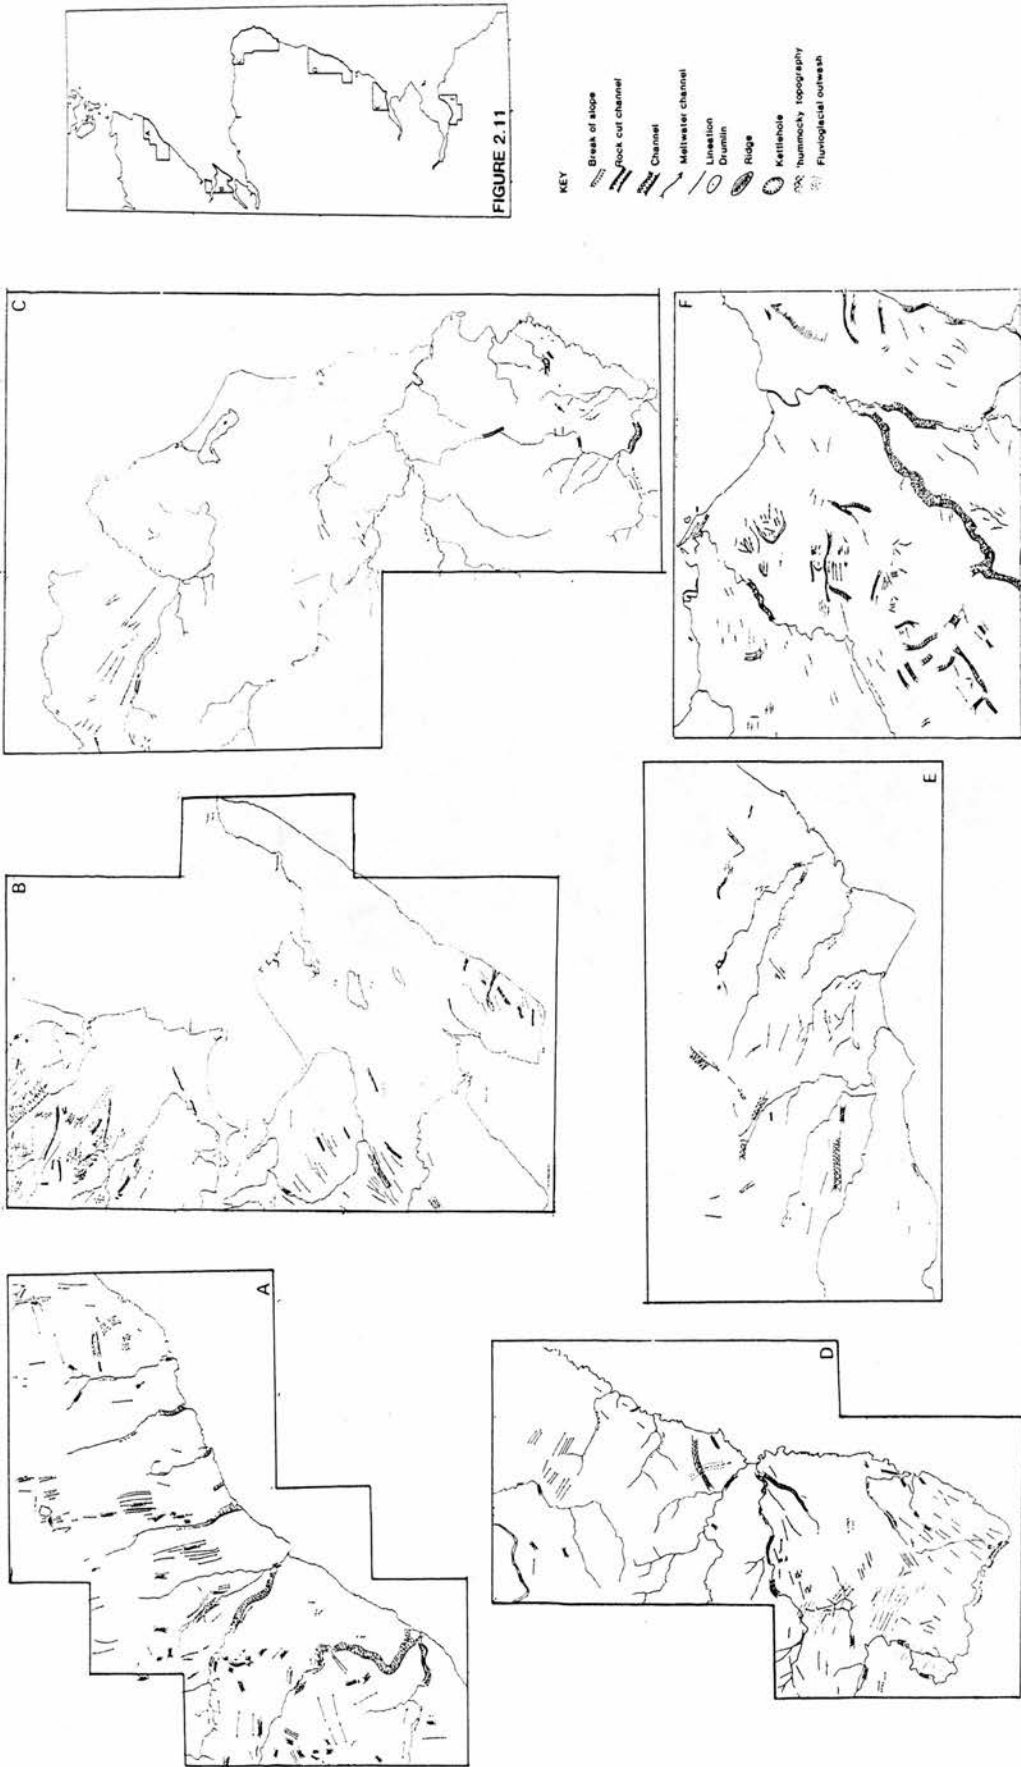 FIGURE 2.11
KEY
Break of slope
Rock cut channel
Channel
Meltwater channel
Lineation
Drumlin
Ridge
Kettlehole
'hummocky topography
Fluvioglacial outwash
A
B
C
D
E
F